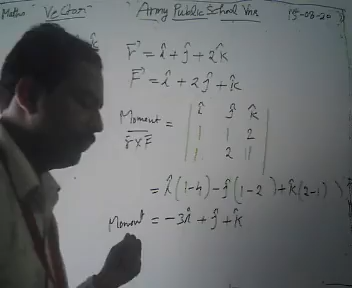 Maths Vector Army Public School Vns 15-03-20
k̂
r⃗ = î + ĵ + 2k̂
F⃗ = î + 2ĵ + k̂
Moment
r̄×F̄ = | î ĵ k̂ |
| 1 1 2 |
| 1 2 1 |
= î(1-4) - ĵ(1-2) + k̂(2-1)
Moment = -3î + ĵ + k̂